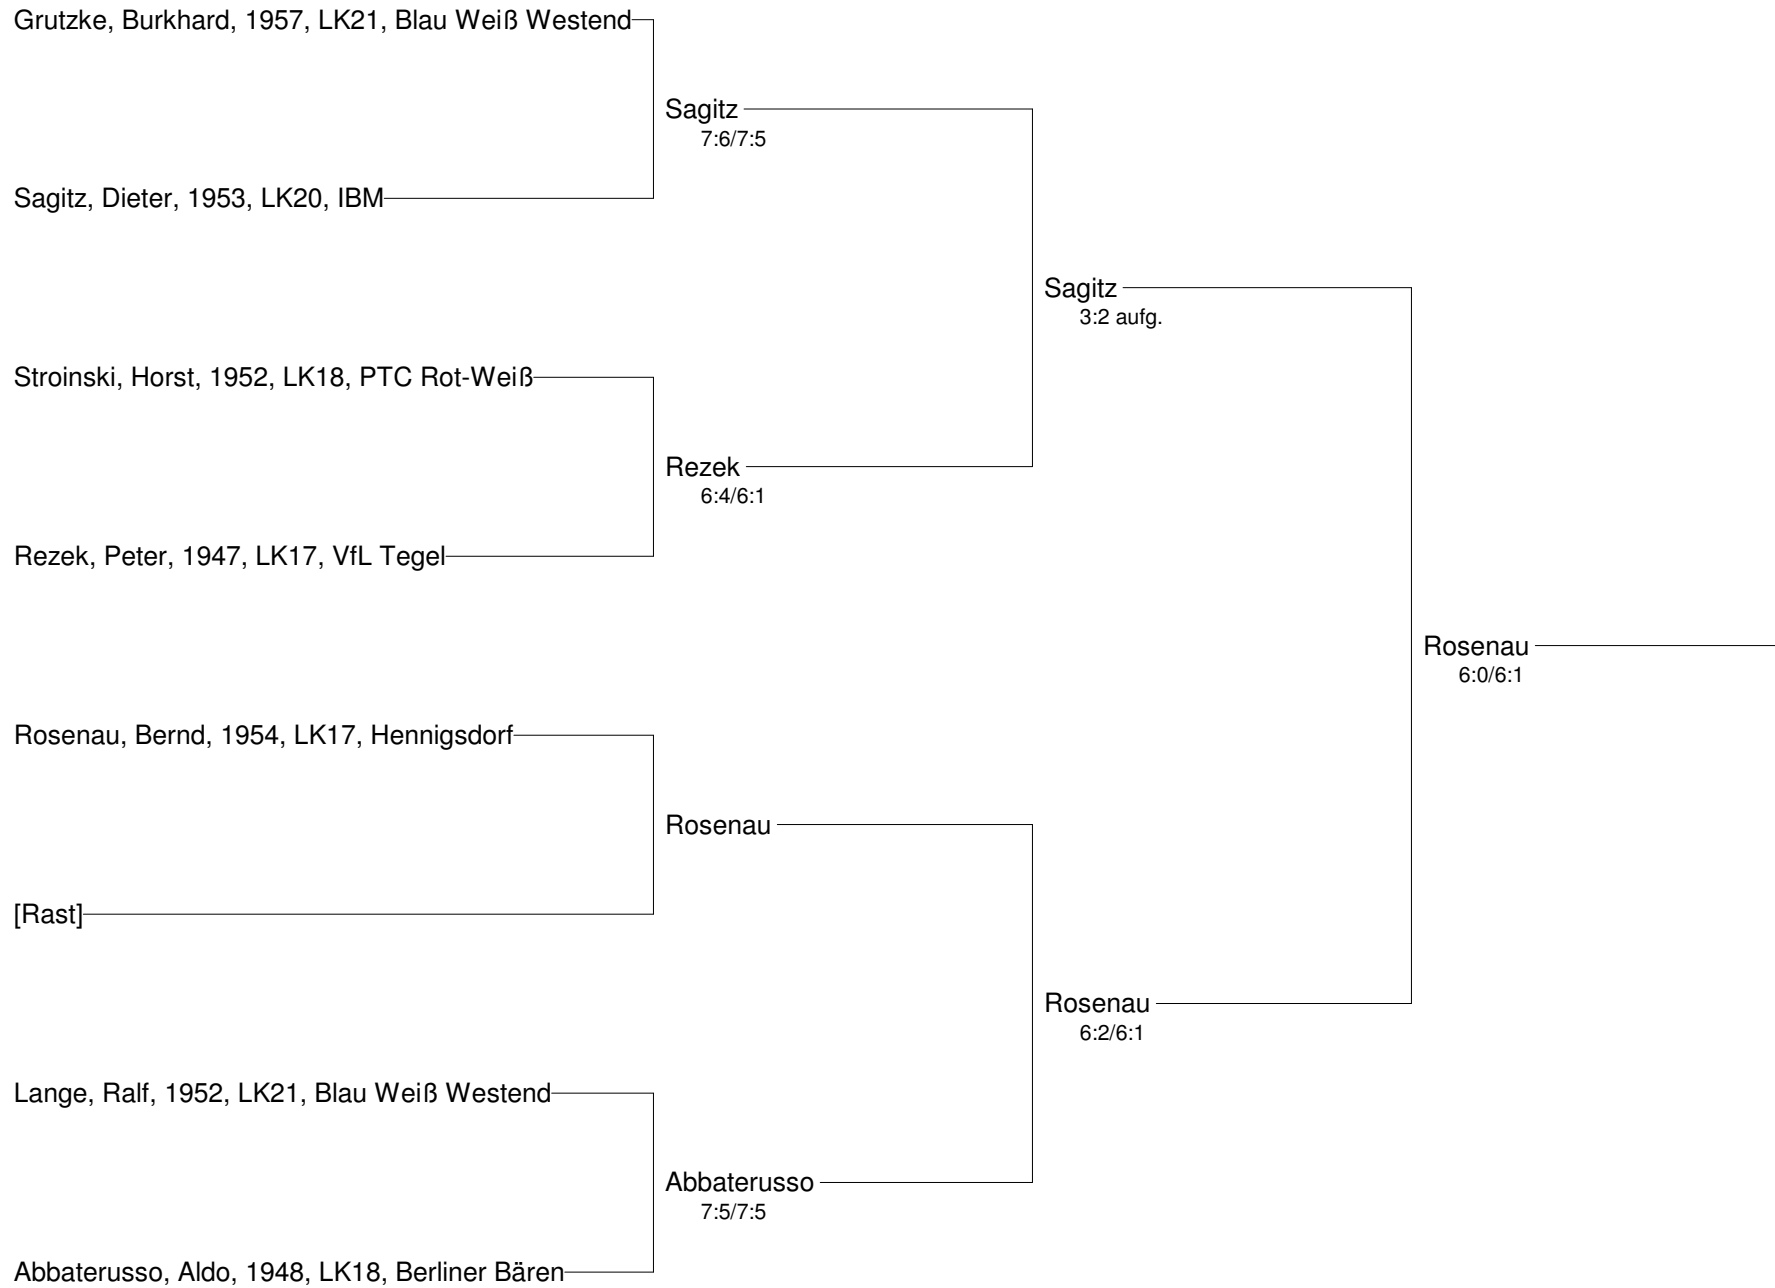 Grutzke, Burkhard, 1957, LK21, Blau Weiß Westend
Sagitz
7:6/7:5
Sagitz, Dieter, 1953, LK20, IBM
Sagitz
3:2 aufg.
Stroinski, Horst, 1952, LK18, PTC Rot-Weiß
Rezek
6:4/6:1
Rezek, Peter, 1947, LK17, VfL Tegel
Rosenau
6:0/6:1
Rosenau, Bernd, 1954, LK17, Hennigsdorf
Rosenau
[Rast]
Rosenau
6:2/6:1
Lange, Ralf, 1952, LK21, Blau Weiß Westend
Abbaterusso
7:5/7:5
Abbaterusso, Aldo, 1948, LK18, Berliner Bären